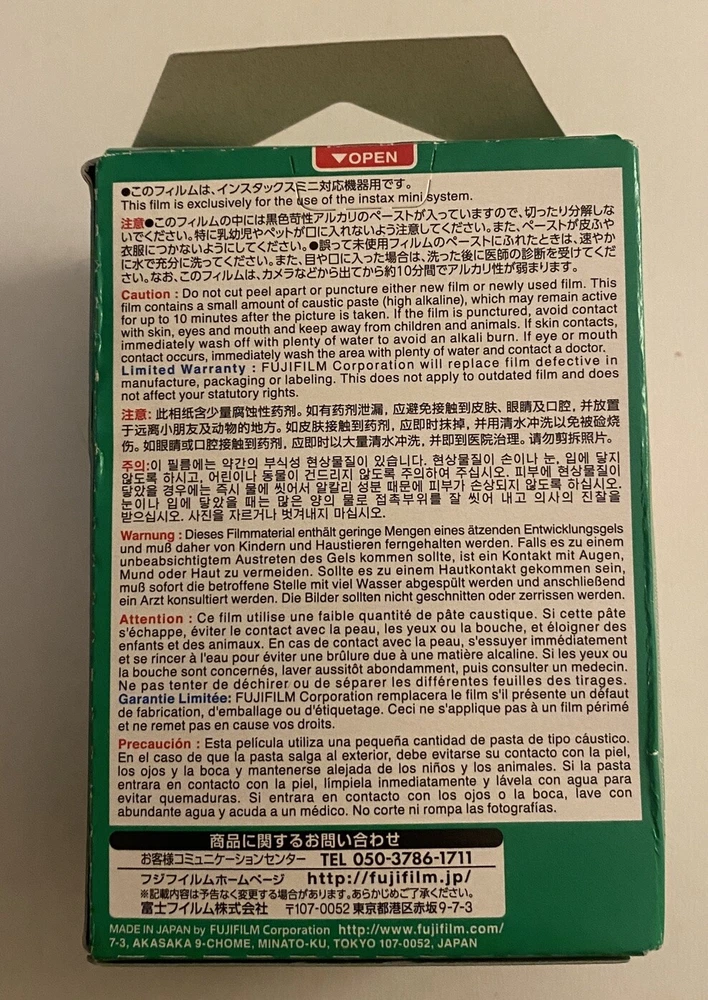 ▼OPEN
●このフィルムは、インスタックスミニ対応機器用です。
This film is exclusively for the use of the instax mini system.
注意●このフィルムの中には黒色苛性アルカリのペーストが入っていますので、切ったり分解しな
いでください。特に乳幼児やペットが口に入れないよう注意してください。また、ペーストが皮ふや
衣服につかないようにしてください。●誤って未使用フィルムのペーストにふれたときは、速やか
に水で充分に洗ってください。また、目や口に入った場合は、洗った後に医師の診断を受けてくだ
さい。なお、このフィルムは、カメラなどから出てから約10分間でアルカリ性が弱まります。
Caution : Do not cut peel apart or puncture either new film or newly used film. This
film contains a small amount of caustic paste (high alkaline), which may remain active
for up to 10 minutes after the picture is taken. If the film is punctured, avoid contact
with skin, eyes and mouth and keep away from children and animals. If skin contacts,
immediately wash off with plenty of water to avoid an alkali burn. If eye or mouth
contact occurs, immediately wash the area with plenty of water and contact a doctor.
Limited Warranty : FUJIFILM Corporation will replace film defective in
manufacture, packaging or labeling. This does not apply to outdated film and does
not affect your statutory rights.
注意: 此相纸含少量腐蚀性药剂。如有药剂泄漏，应避免接触到皮肤、眼睛及口腔，并放置
于远离小朋友及动物的地方。如皮肤接触到药剂，应即时抹掉，并用清水冲洗以免被硷烧
伤。如眼睛或口腔接触到药剂，应即时以大量清水冲洗，并即到医院治理。请勿剪拆照片。
주의:이 필름에는 약간의 부식성 현상물질이 있습니다. 현상물질이 손이나 눈, 입에 닿지
않도록 하시고, 어린이나 동물이 건드리지 않도록 주의하여 주십시오. 피부에 현상물질이
닿았을 경우에는 즉시 물에 씻어서 알칼리 성분 때문에 피부가 손상되지 않도록 하십시오.
눈이나 입에 닿았을 때는 많은 양의 물로 접촉부위를 잘 씻어 내고 의사의 진찰을
받으십시오. 사진을 자르거나 벗겨내지 마십시오.
Warnung : Dieses Filmmaterial enthält geringe Mengen eines ätzenden Entwicklungsgels
und muß daher von Kindern und Haustieren ferngehalten werden. Falls es zu einem
unbeabsichtigtem Austreten des Gels kommen sollte, ist ein Kontakt mit Augen,
Mund oder Haut zu vermeiden. Sollte es zu einem Hautkontakt gekommen sein,
muß sofort die betroffene Stelle mit viel Wasser abgespült werden und anschließend
ein Arzt konsultiert werden. Die Bilder sollten nicht geschnitten oder zerrissen werden.
Attention : Ce film utilise une faible quantité de pâte caustique. Si cette pâte
s'échappe, éviter le contact avec la peau, les yeux ou la bouche, et éloigner des
enfants et des animaux. En cas de contact avec la peau, s'essuyer immédiatement
et se rincer à l'eau pour éviter une brûlure due à une matière alcaline. Si les yeux ou
la bouche sont concernés, laver aussitôt abondamment, puis consulter un medecin.
Ne pas tenter de déchirer ou de séparer les différentes feuilles des tirages.
Garantie Limitée: FUJIFILM Corporation remplacera le film s'il présente un défaut
de fabrication, d'emballage ou d'étiquetage. Ceci ne s'applique pas à un film périmé
et ne remet pas en cause vos droits.
Precaución : Esta película utiliza una pequeña cantidad de pasta de tipo cáustico.
En el caso de que la pasta salga al exterior, debe evitarse su contacto con la piel,
los ojos y la boca y mantenerse alejada de los niños y los animales. Si la pasta
entrara en contacto con la piel, límpiela inmediatamente y lávela con agua para
evitar quemaduras. Si entrara en contacto con los ojos o la boca, lave con
abundante agua y acuda a un médico. No corte ni rompa las fotografías.
商品に関するお問い合わせ
お客様コミュニケーションセンター TEL 050-3786-1711
フジフイルムホームページ http://fujifilm.jp/
※記載内容は予告なく変更する場合があります。あらかじめご了承ください。
富士フイルム株式会社 〒107-0052 東京都港区赤坂9-7-3
MADE IN JAPAN by FUJIFILM Corporation http://www.fujifilm.com/
7-3, AKASAKA 9-CHOME, MINATO-KU, TOKYO 107-0052, JAPAN